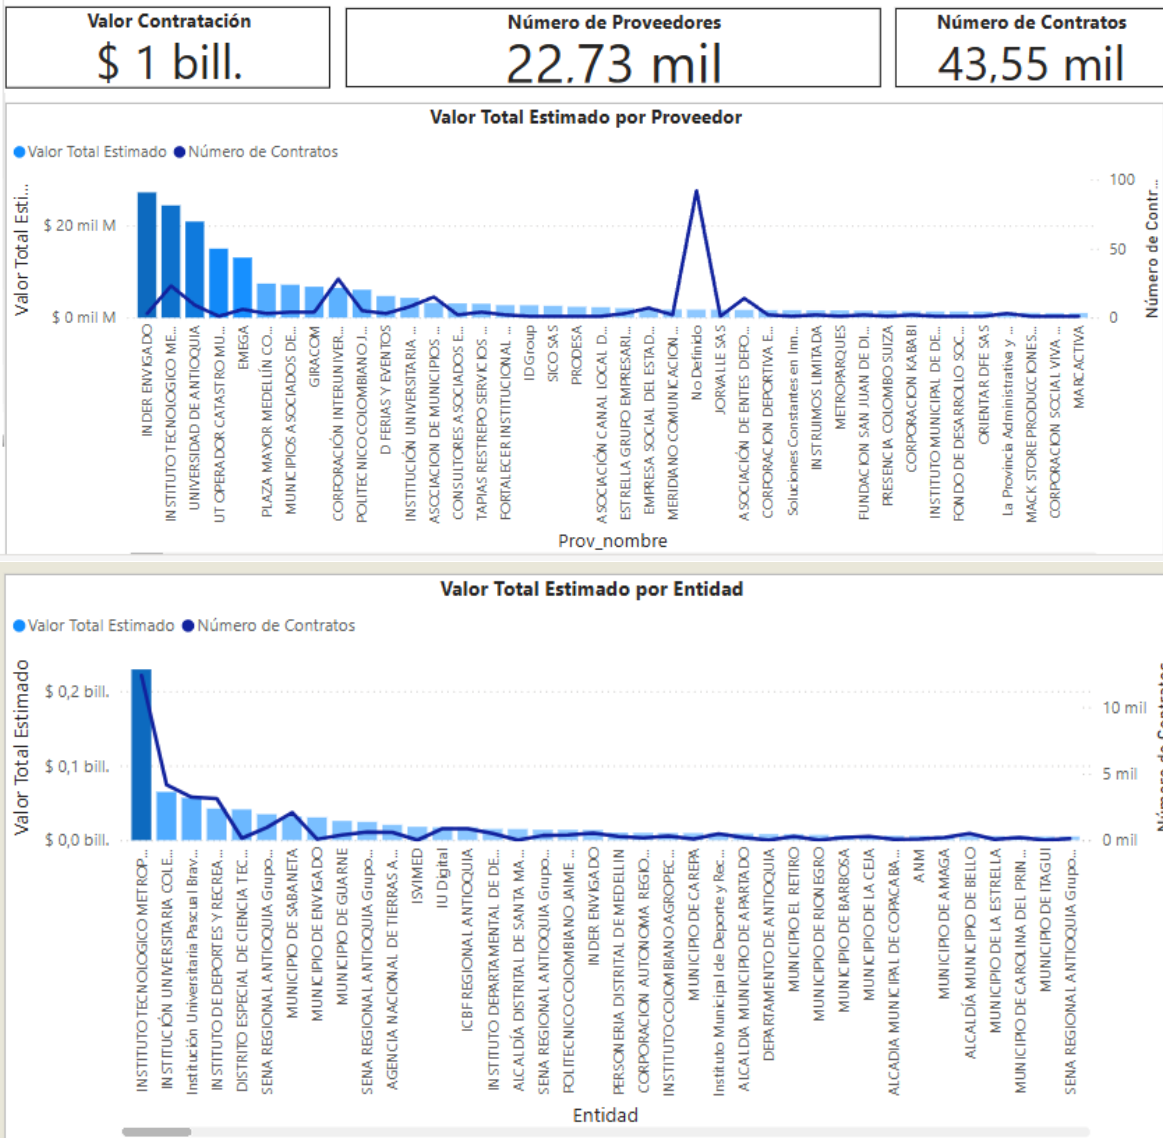 Valor Contratación
$ 1 bill.
Número de Proveedores
22,73 mil
Número de Contratos
43,55 mil
Valor Total Estimado por Proveedor
Valor Total Estimado Número de Contratos
Valor Total Esti...
$ 20 mil M
$ 0 mil M
100
50
0
Número de Contr...
INDER ENVIGADO
INSTITUTO TECNOLOGICO ME...
UNIVERSIDAD DE ANTIOQUIA
UT OPERADOR CATASTRO MU...
EMEGA
PLAZA MAYOR MEDELLÍN CO...
MUNICIPIOS ASOCIADOS DE...
GIRACOM
CORPORACIÓN INTERUNIVER...
POLITECNICO COLOMBIANO J...
D FERIAS Y EVENTOS
INSTITUCIÓN UNIVERSITARIA ...
ASOCIACION DE MUNICIPIOS ...
CONSULTORES ASOCIADOS E...
TAPIAS RESTREPO SERVICIOS ...
FORTALECER INSTITUCIONAL ...
ID Group
SICO SAS
PRODESA
ASOCIACIÓN CANAL LOCAL D...
ESTRELLA GRUPO EMPRESARI...
EMPRESA SOCIAL DEL ESTAD...
MERIDIANO COMUNICACION...
No Definido
JORVALLE SAS
ASOCIACIÓN DE ENTES DEPO...
CORPORACION DEPORTIVA E...
Soluciones Constantes en Inn...
INSTRUIMOS LIMITADA
METROPARQUES
FUNDACION SAN JUAN DE DI...
PRESENCIA COLOMBO SUIZA
CORPORACION KABABI
INSTITUTO MUNICIPAL DE DE...
FONDO DE DESARROLLO SOC...
ORIENTAR DFE SAS
La Provincia Administrativa y ...
MACK STORE PRODUCCIONES...
CORPORACION SOCIAL VIVA ...
MARCACTIVA
Prov_nombre
Valor Total Estimado por Entidad
Valor Total Estimado Número de Contratos
Valor Total Estimado
$ 0,2 bill.
$ 0,1 bill.
$ 0,0 bill.
10 mil
5 mil
0 mil
Número de Contratos
INSTITUTO TECNOLOGICO METROP...
INSTITUCIÓN UNIVERSITARIA COLE...
Institución Universitaria Pascual Brav...
INSTITUTO DE DEPORTES Y RECREA...
DISTRITO ESPECIAL DE CIENCIA TEC...
SENA REGIONAL ANTIOQUIA Grupo...
MUNICIPIO DE SABANETA
MUNICIPIO DE ENVIGADO
MUNICIPIO DE GUARNE
SENA REGIONAL ANTIOQUIA Grupo...
AGENCIA NACIONAL DE TIERRAS A...
ISVIMED
IU Digital
ICBF REGIONAL ANTIOQUIA
INSTITUTO DEPARTAMENTAL DE DE...
ALCALDÍA DISTRITAL DE SANTA MA...
SENA REGIONAL ANTIOQUIA Grupo...
POLITECNICO COLOMBIANO JAIME ...
INDER ENVIGADO
PERSONERIA DISTRITAL DE MEDELLIN
CORPORACION AUTONOMA REGIO...
INSTITUTO COLOMBIANO AGROPEC...
MUNICIPIO DE CAREPA
Instituto Municipal de Deporte y Rec...
ALCALDIA MUNICIPIO DE APARTADO
DEPARTAMENTO DE ANTIOQUIA
MUNICIPIO EL RETIRO
MUNICIPIO DE RIONEGRO
MUNICIPIO DE BARBOSA
MUNICIPIO DE LA CEJA
ALCALDIA MUNICIPAL DE COPACABA...
ANM
MUNICIPIO DE AMAGA
ALCALDÍA MUNICIPIO DE BELLO
MUNICIPIO DE LA ESTRELLA
MUNICIPIO DE CAROLINA DEL PRIN...
MUNICIPIO DE ITAGUI
SENA REGIONAL ANTIOQUIA Grupo...
Entidad